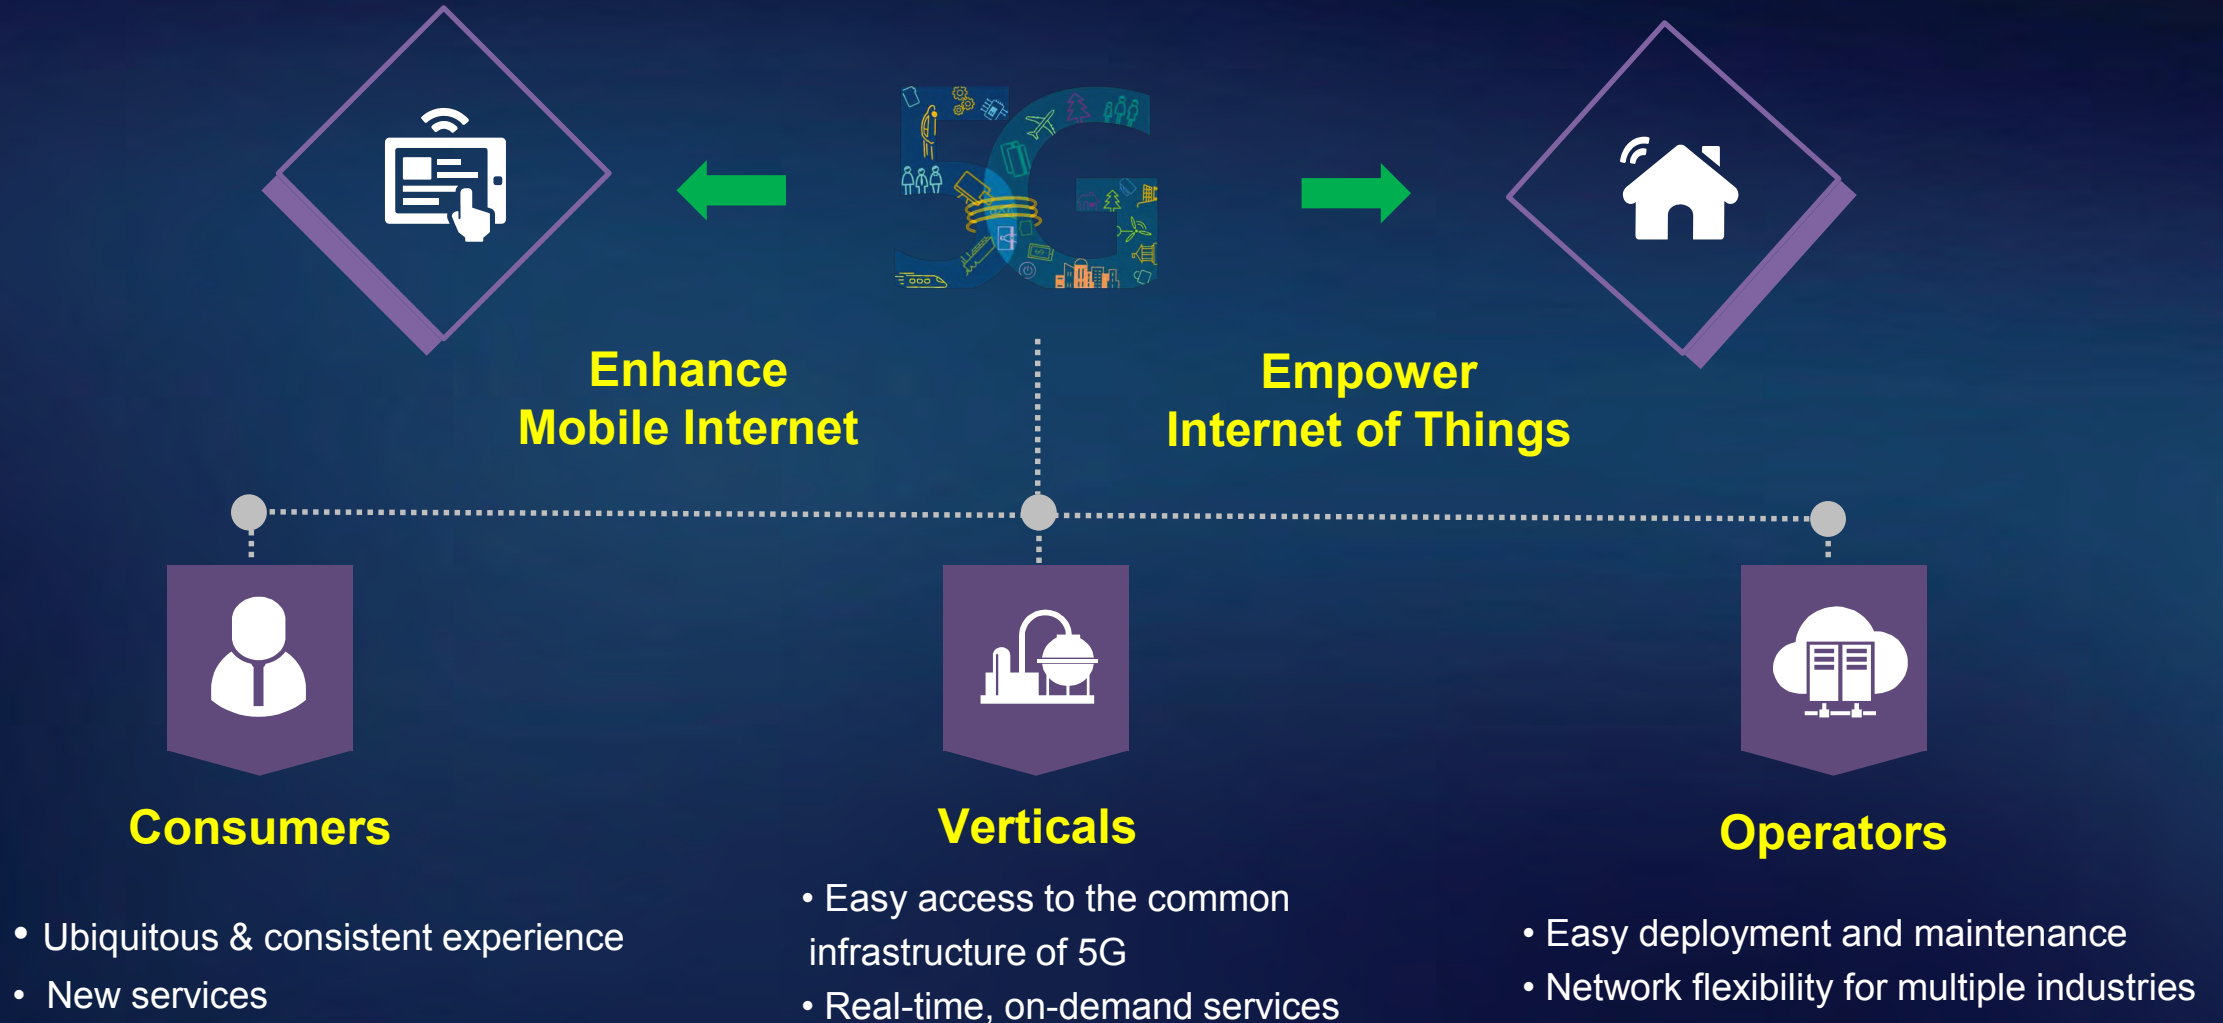 5G
Enhance
Mobile Internet
Empower
Internet of Things
Consumers
• Ubiquitous & consistent experience
• New services
Verticals
• Easy access to the common
infrastructure of 5G
• Real-time, on-demand services
Operators
• Easy deployment and maintenance
• Network flexibility for multiple industries